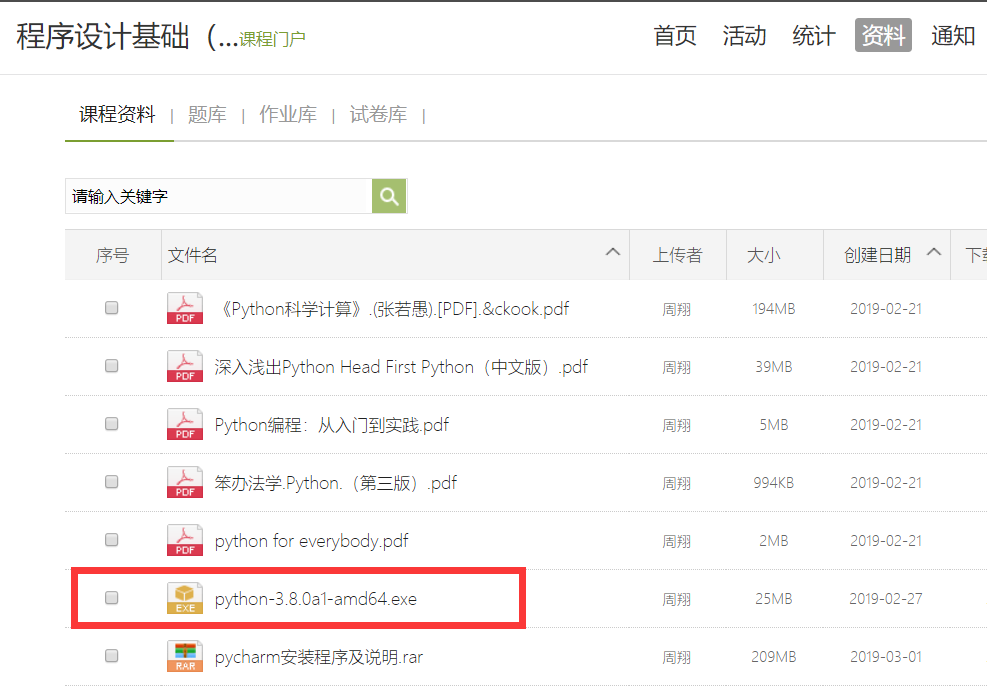 程序设计基础（...课程门户 首页 活动 统计 资料 通知
课程资料 | 题库 | 作业库 | 试卷库 |
请输入关键字
序号 文件名 上传者 大小 创建日期 下载
PDF 《Python科学计算》.(张若愚).[PDF].&ckook.pdf 周翔 194MB 2019-02-21
PDF 深入浅出Python Head First Python（中文版）.pdf 周翔 39MB 2019-02-21
PDF Python编程：从入门到实践.pdf 周翔 5MB 2019-02-21
PDF 笨办法学.Python.（第三版）.pdf 周翔 994KB 2019-02-21
PDF python for everybody.pdf 周翔 2MB 2019-02-21
EXE python-3.8.0a1-amd64.exe 周翔 25MB 2019-02-27
RAR pycharm安装程序及说明.rar 周翔 209MB 2019-03-01